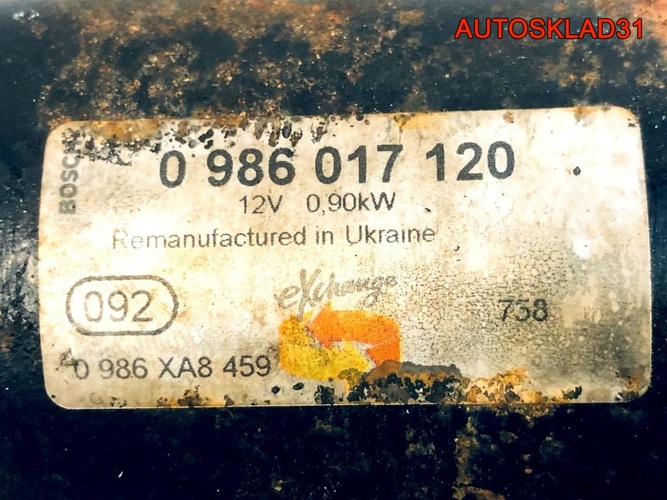 AUTOSKLAD31
BOSCH
0 986 017 120
12V 0,90kW
Remanufactured in Ukraine
eXchange
092
758
0 986 XA8 459